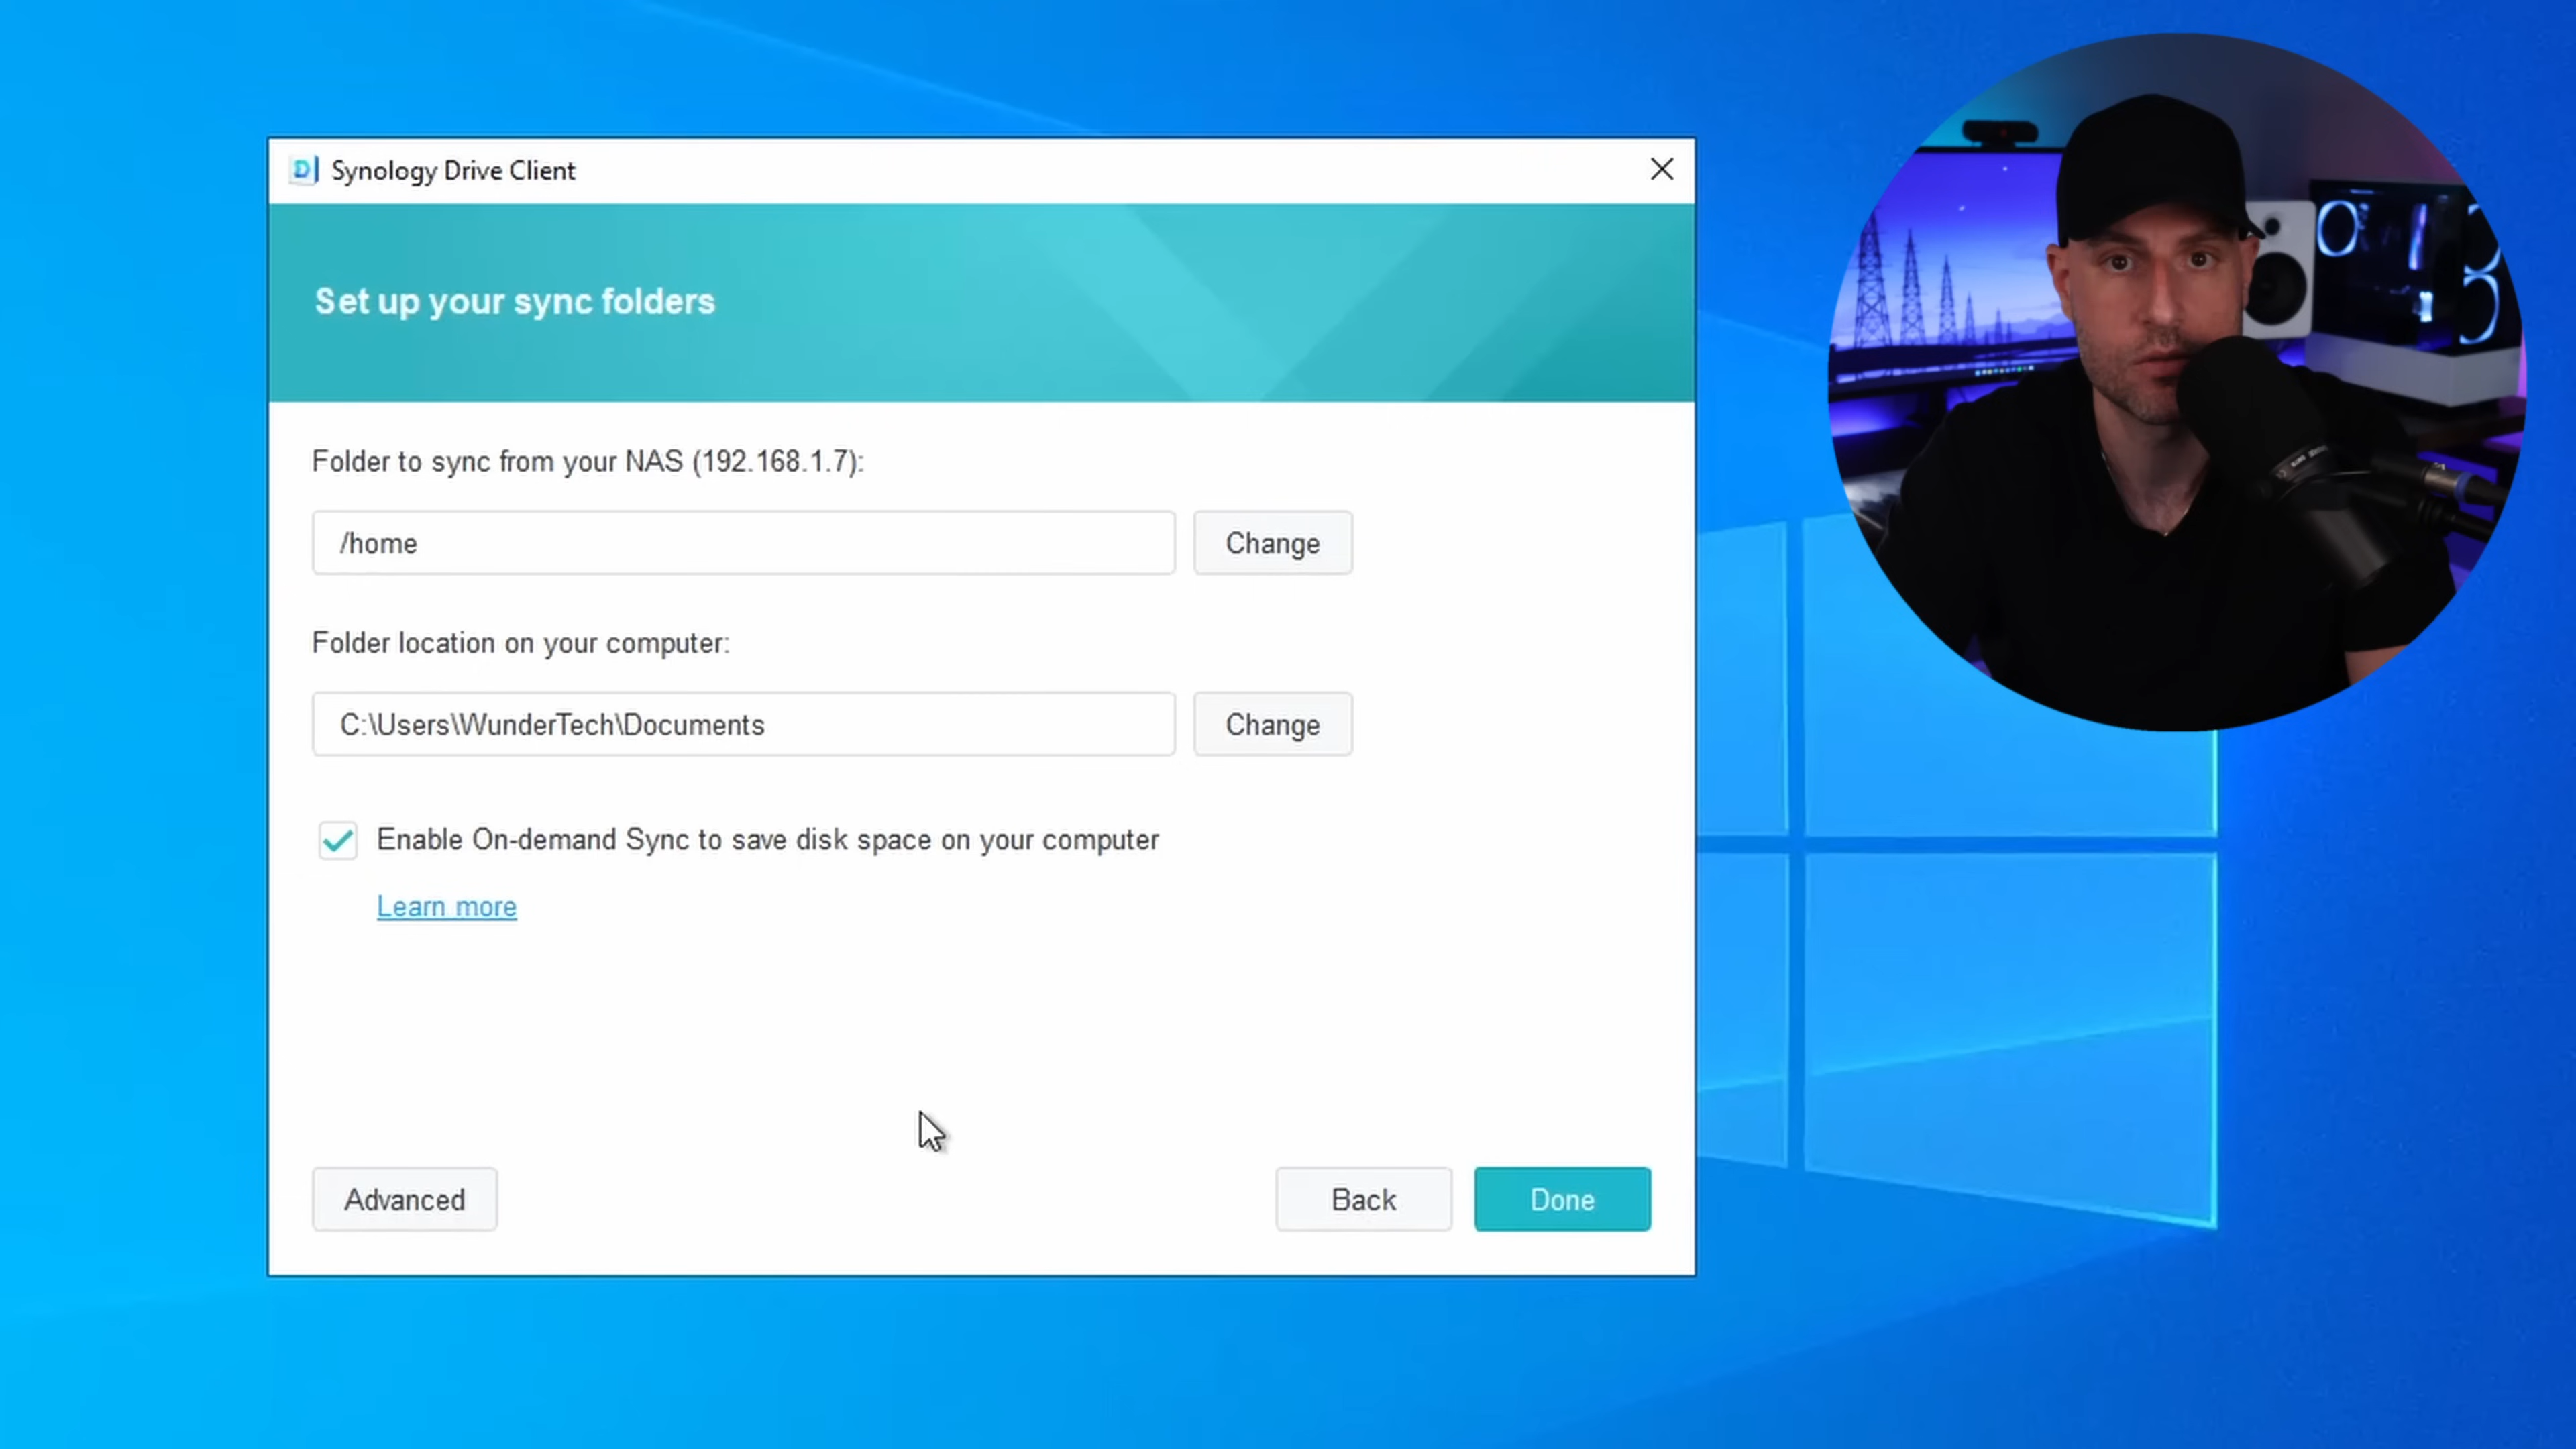 Synology Drive Client
Set up your sync folders
Folder to sync from your NAS (192.168.1.7):
/home
Change
Folder location on your computer:
C:\Users\WunderTech\Documents
Change
Enable On-demand Sync to save disk space on your computer
Learn more
Advanced
Back
Done